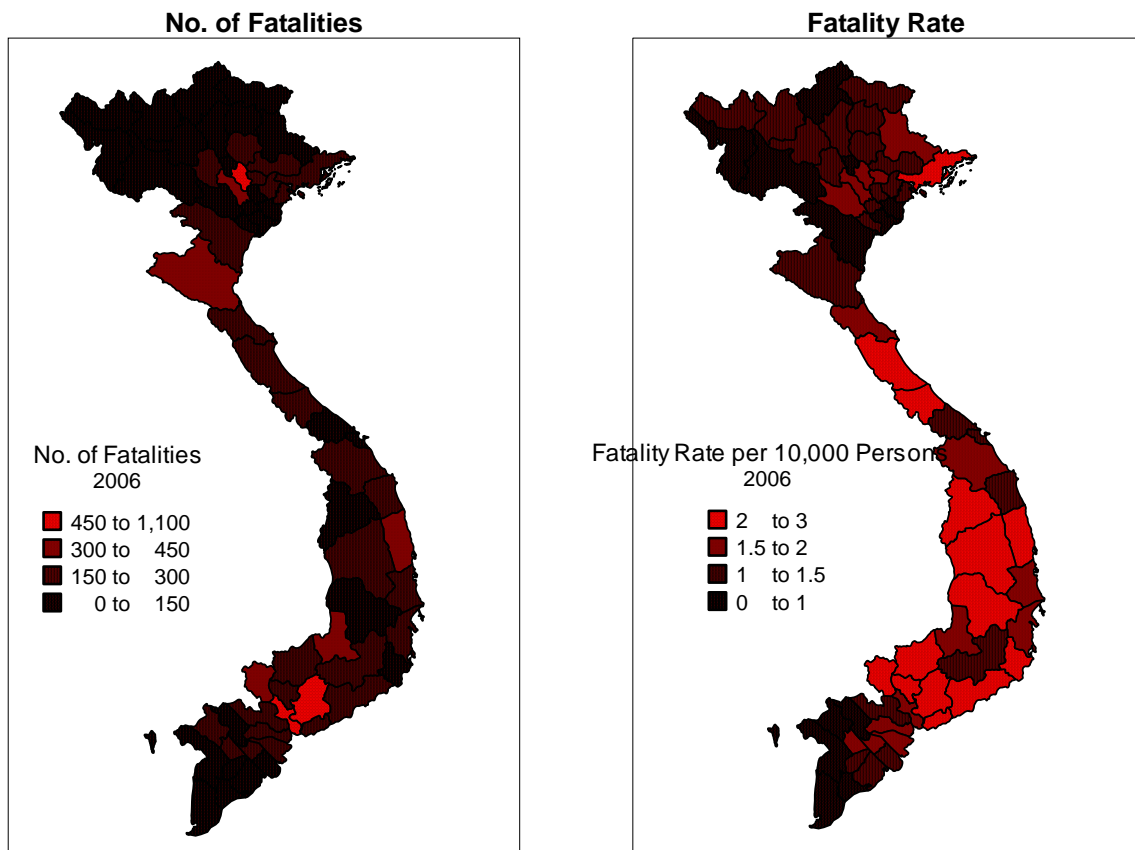 No. of Fatalities
No. of Fatalities
2006
450 to 1,100
300 to 450
150 to 300
0 to 150
Fatality Rate
Fatality Rate per 10,000 Persons
2006
2 to 3
1.5 to 2
1 to 1.5
0 to 1